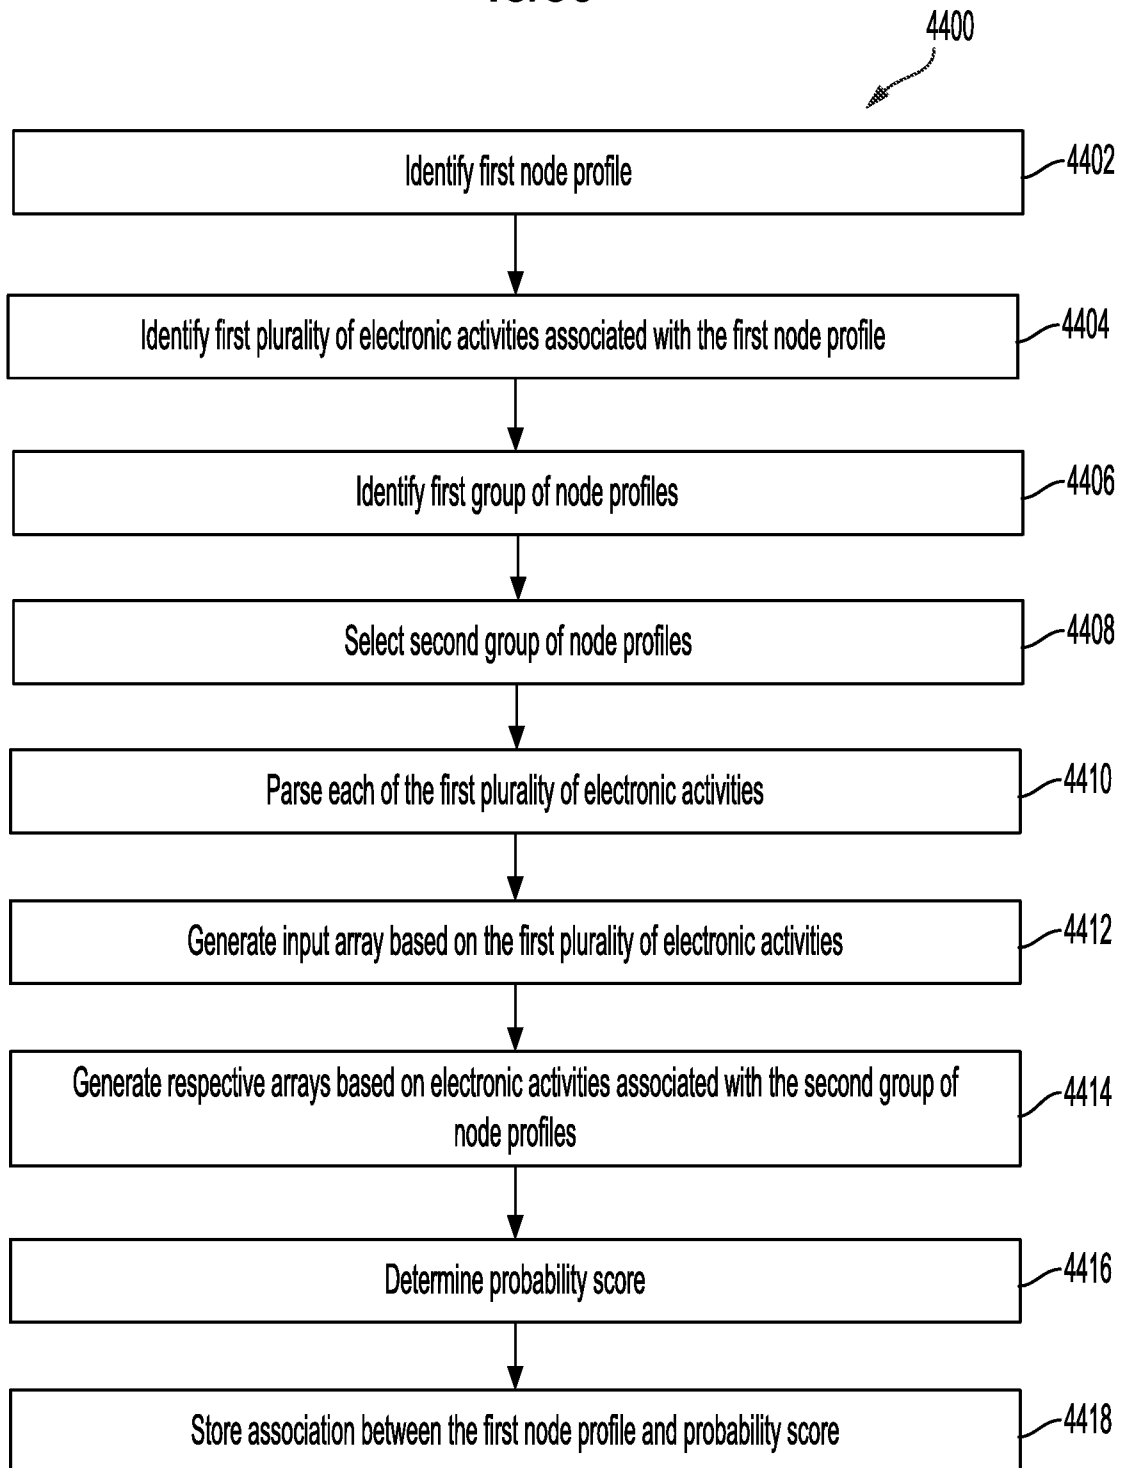 4400
Identify first node profile
4402
Identify first plurality of electronic activities associated with the first node profile
4404
Identify first group of node profiles
4406
Select second group of node profiles
4408
Parse each of the first plurality of electronic activities
4410
Generate input array based on the first plurality of electronic activities
4412
Generate respective arrays based on electronic activities associated with the second group of
node profiles
4414
Determine probability score
4416
Store association between the first node profile and probability score
4418